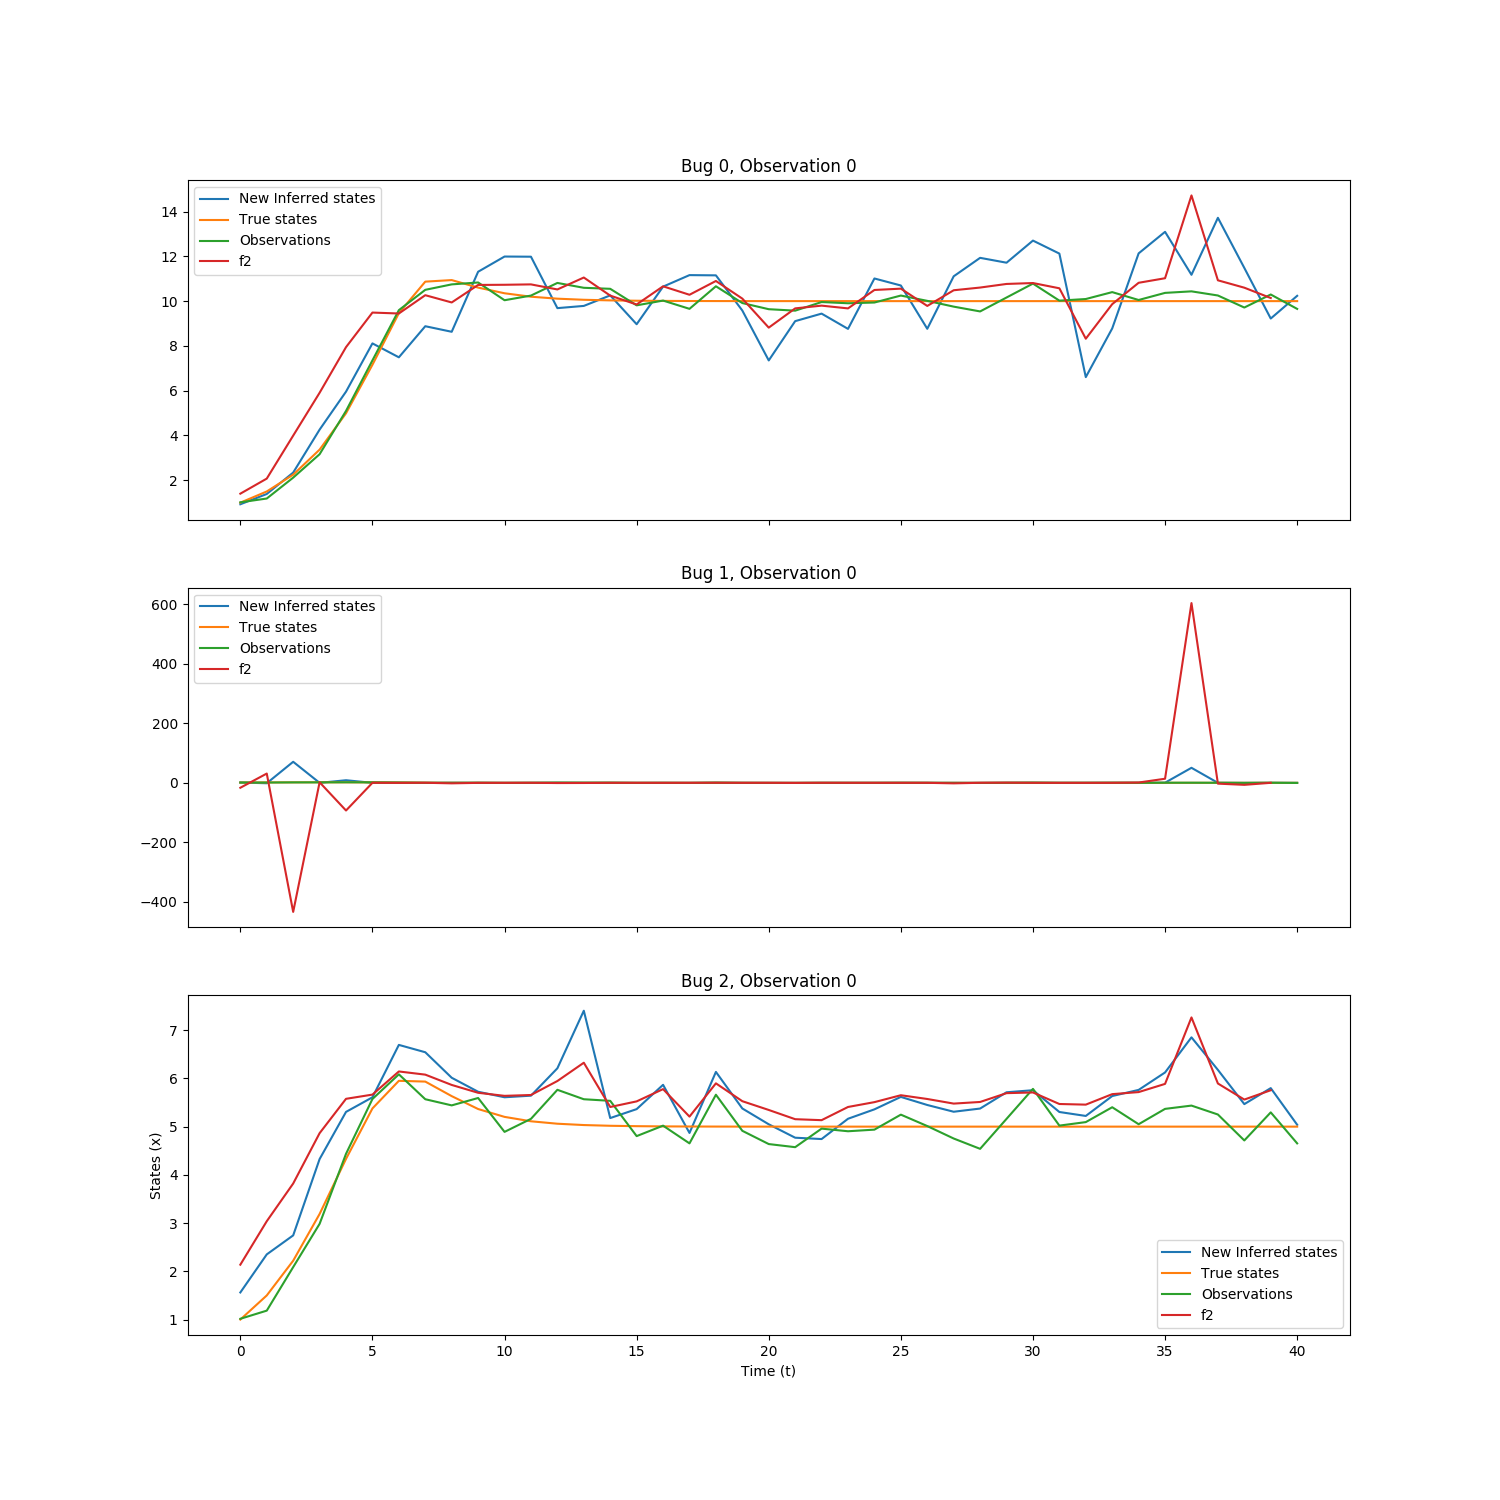 Bug 0, Observation 0
New Inferred states
True states
Observations
f2
14
12
10
8
6
4
2
Bug 1, Observation 0
New Inferred states
True states
Observations
f2
600
400
200
0
−200
−400
Bug 2, Observation 0
7
6
5
4
3
2
1
States (x)
New Inferred states
True states
Observations
f2
0 5 10 15 20 25 30 35 40
Time (t)